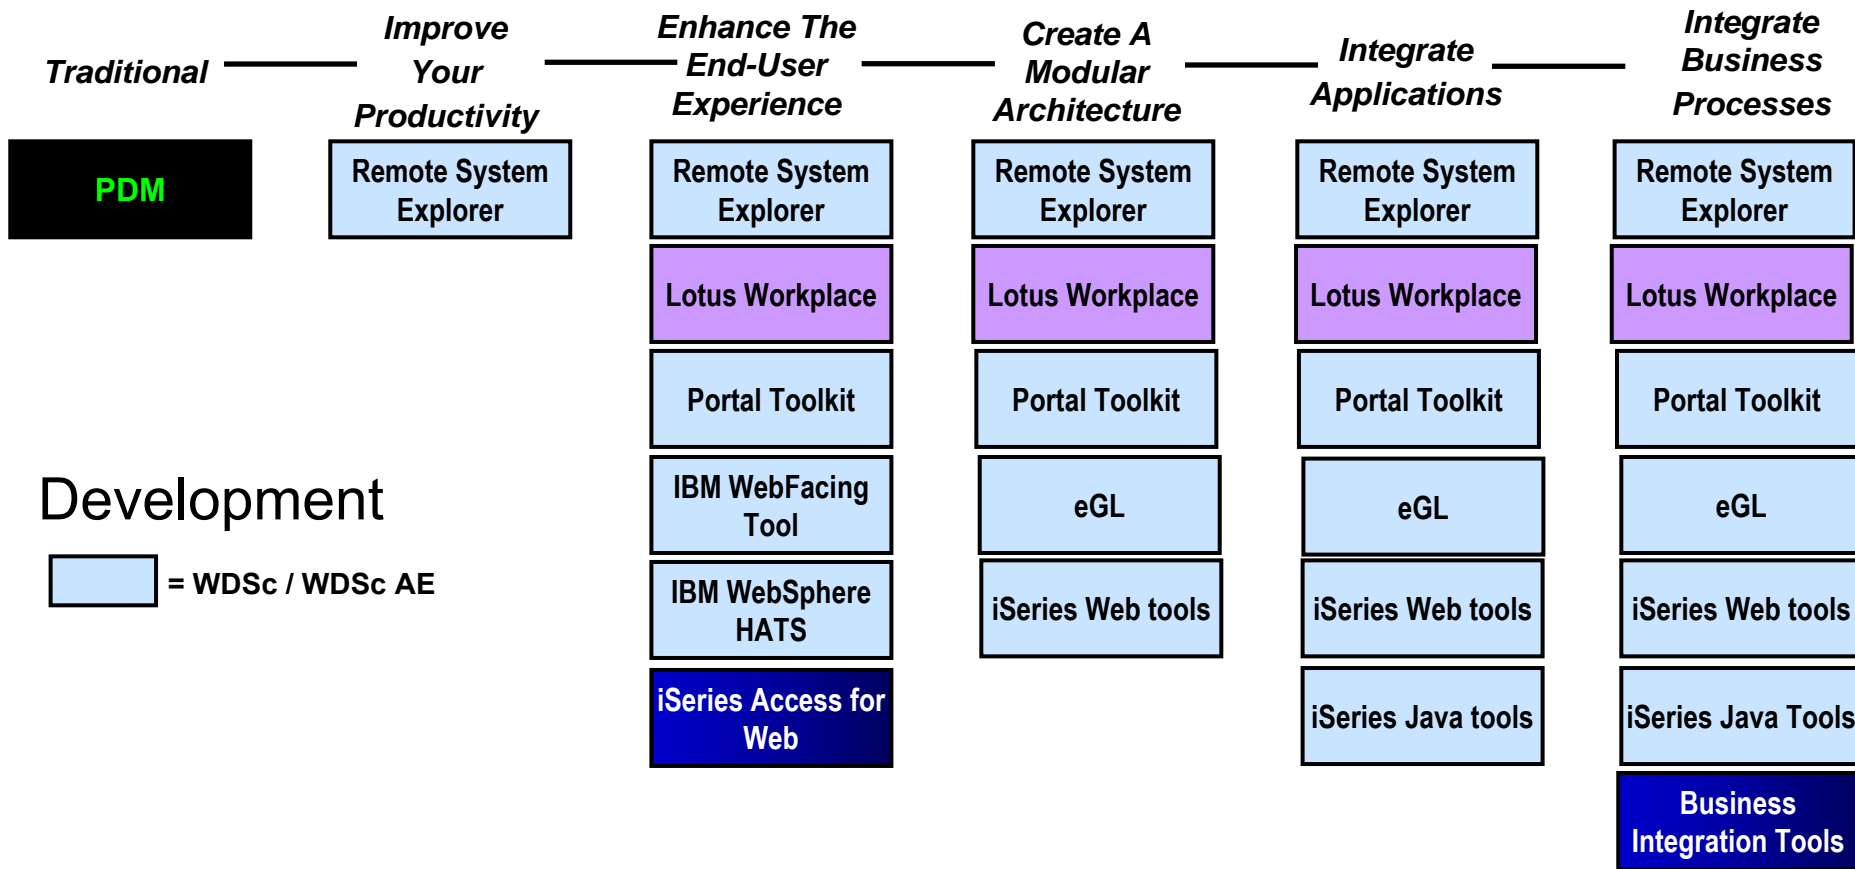 Traditional
Improve
Your
Productivity
Enhance The
End-User
Experience
Create A
Modular
Architecture
Integrate
Applications
Integrate
Business
Processes
PDM
Remote System
Explorer
Remote System
Explorer
Remote System
Explorer
Remote System
Explorer
Remote System
Explorer
Lotus Workplace
Lotus Workplace
Lotus Workplace
Lotus Workplace
Portal Toolkit
Portal Toolkit
Portal Toolkit
Portal Toolkit
Development
= WDSc / WDSc AE
IBM WebFacing
Tool
eGL
eGL
eGL
IBM WebSphere
HATS
iSeries Web tools
iSeries Web tools
iSeries Web tools
iSeries Access for
Web
iSeries Java tools
iSeries Java Tools
Business
Integration Tools